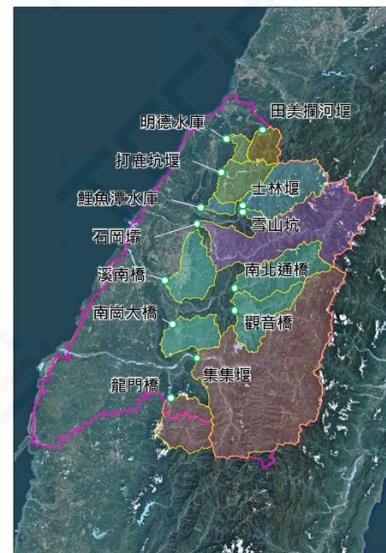 田美攔河堰
明德水庫
打鹿坑堰
士林堰
鯉魚潭水庫
雪山坑
石岡壩
溪南橋
南北通橋
南崗大橋
觀音橋
集集堰
龍門橋